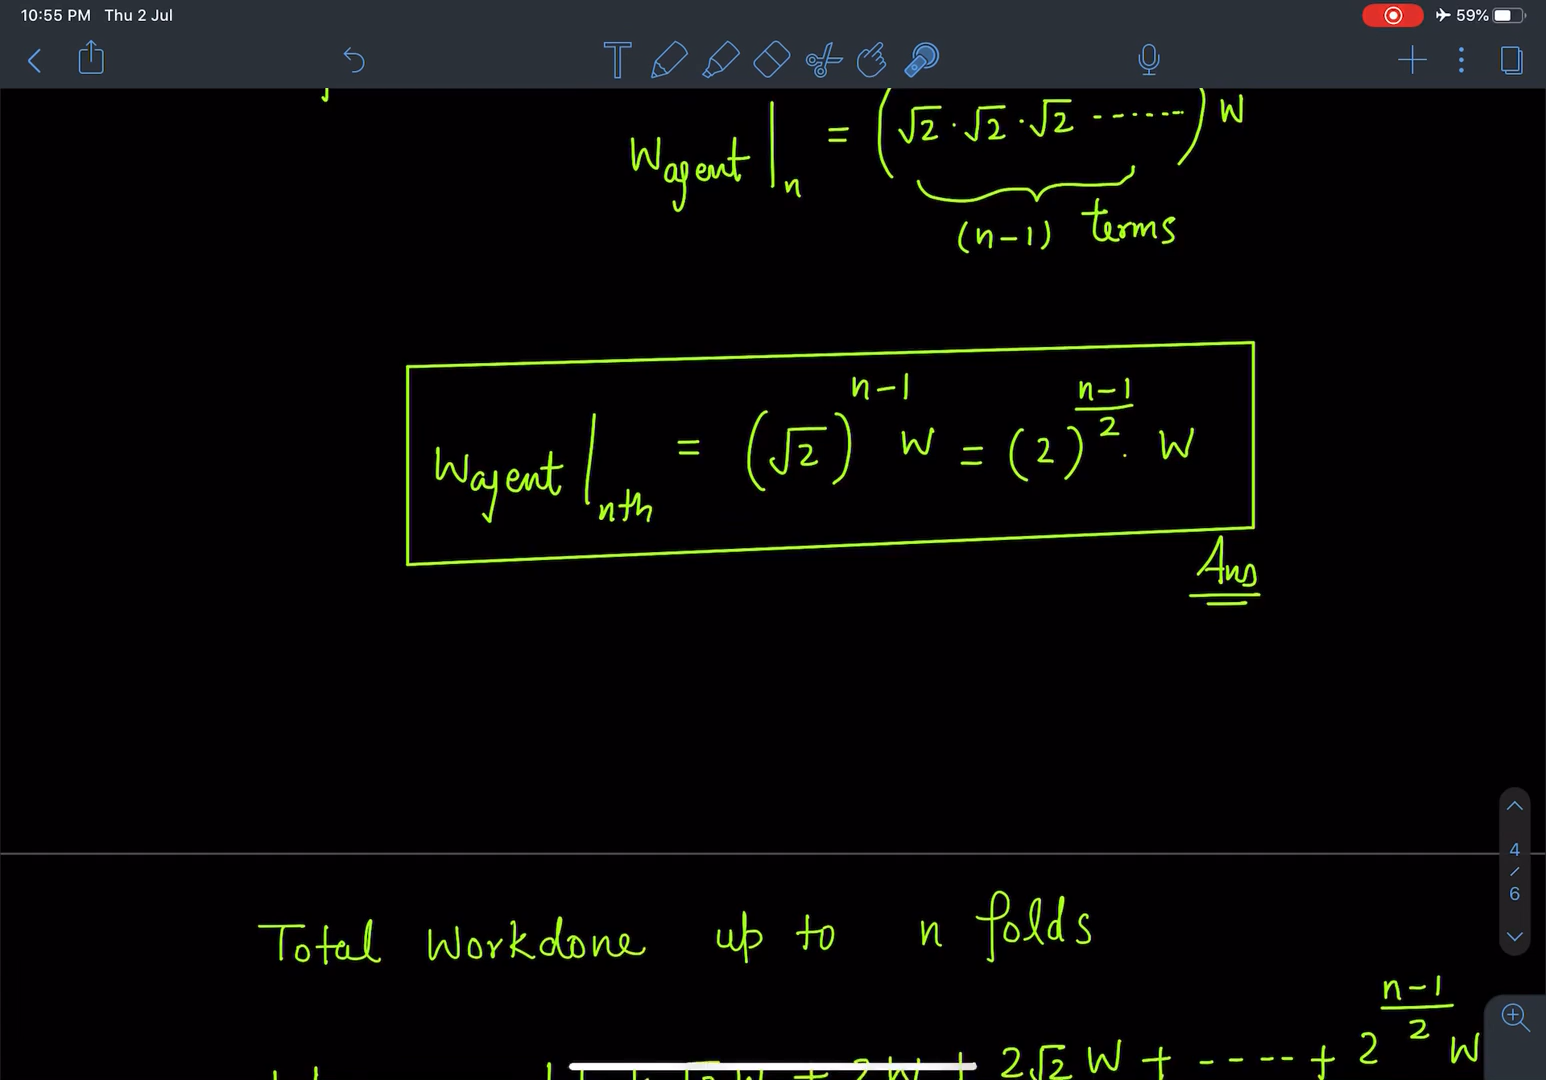 10:55 PM Thu 2 Jul 59%
T
Wagent |n = (√2 · √2 · √2 ------) W
(n-1) terms
Wagent |nth = (√2)^(n-1) W = (2)^((n-1)/2) · W
Ans
4
/
6
Total Workdone up to n folds
2√2 W + ---- + 2^((n-1)/2) W